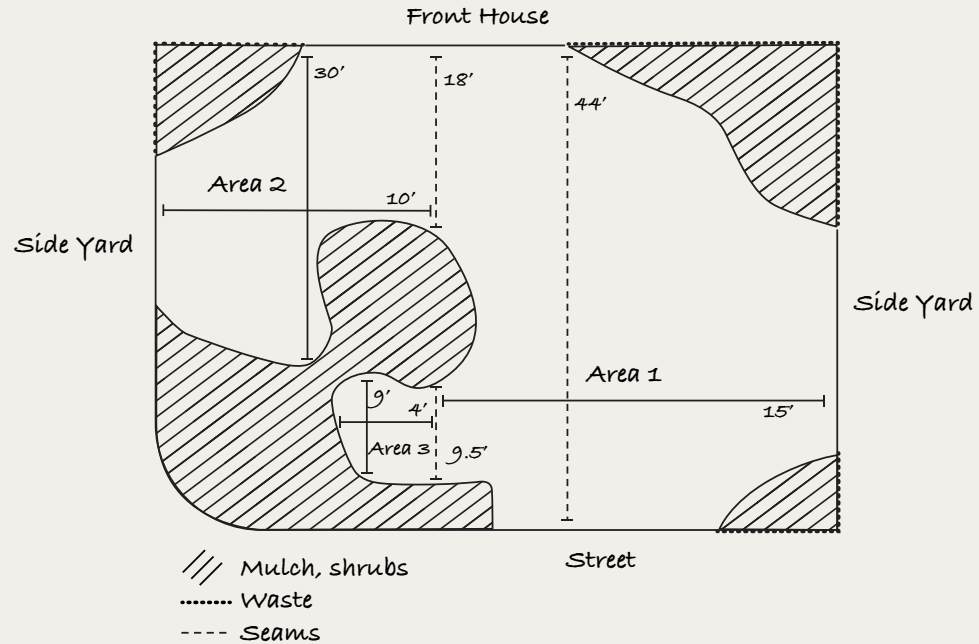 Front House
30'
18'
44'
Area 2
10'
Side Yard
Side Yard
Area 1
9'
4'
15'
Area 3
9.5'
Street
Mulch, shrubs
Waste
Seams